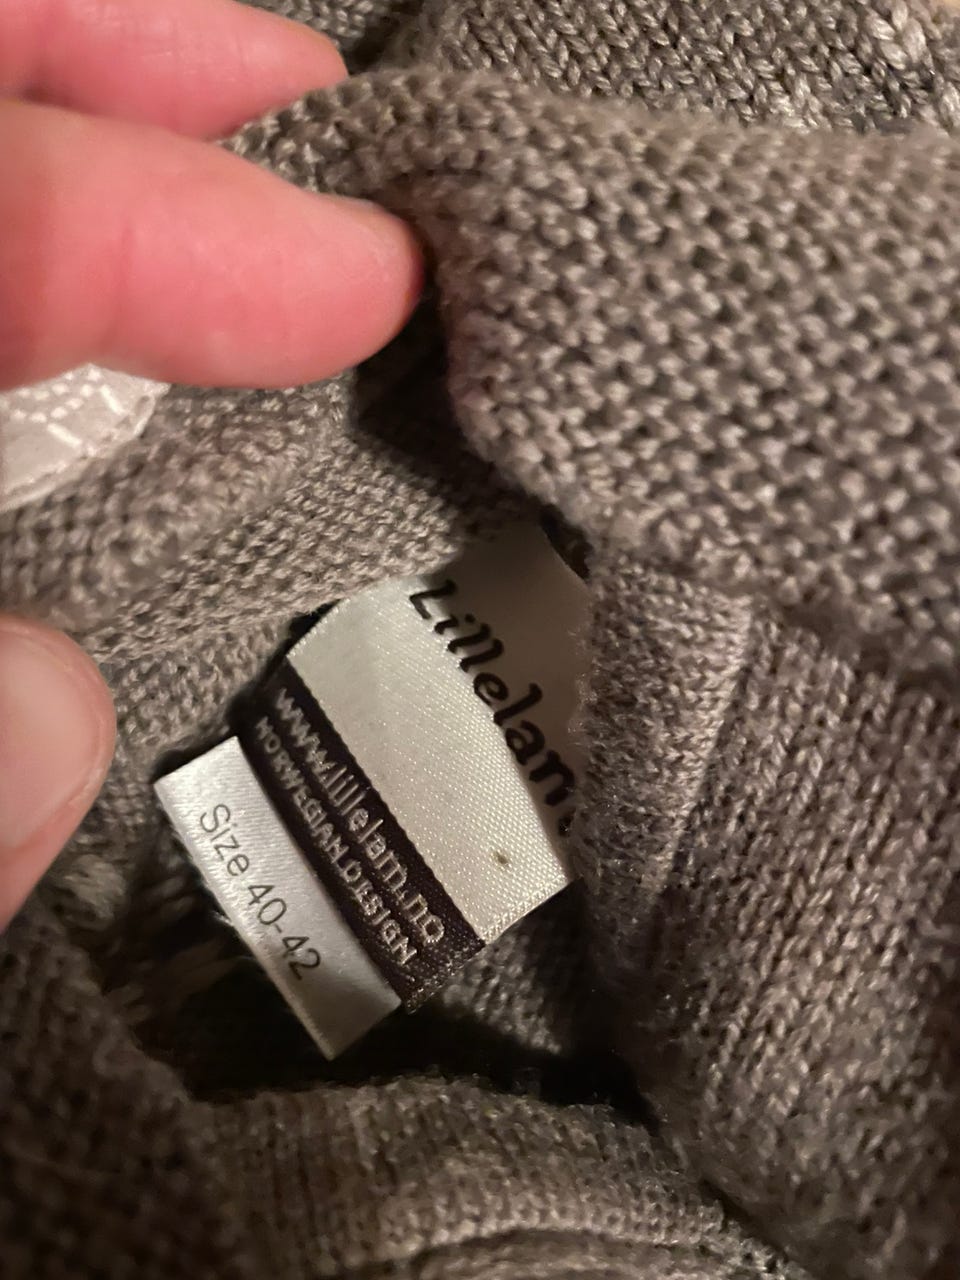 Lillelam
www.lillelam.no
NORWEGIAN DESIGN
Size 40-42